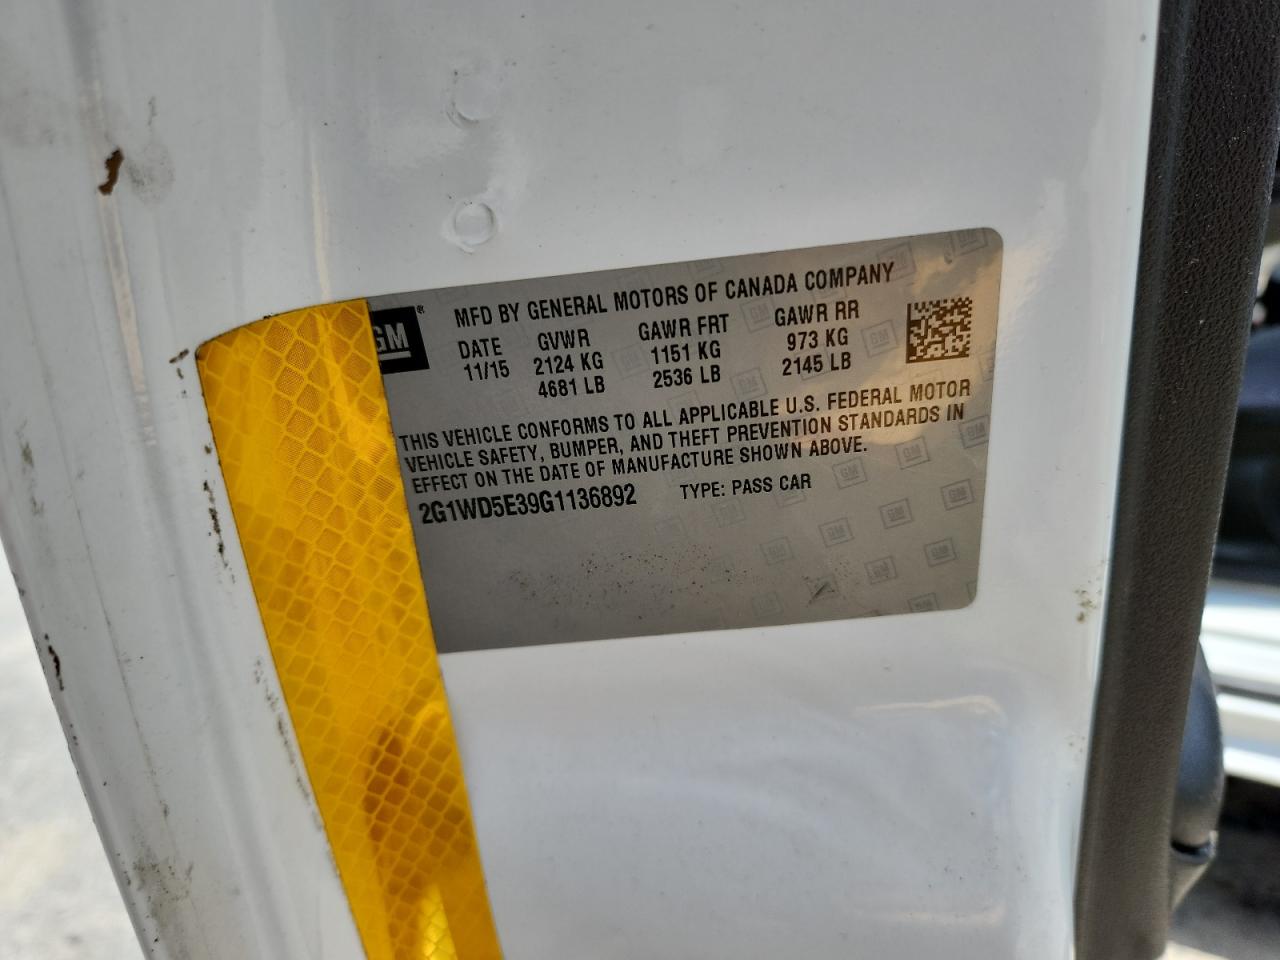 GM®
MFD BY GENERAL MOTORS OF CANADA COMPANY
DATE GVWR GAWR FRT GAWR RR
11/15 2124 KG 1151 KG 973 KG
4681 LB 2536 LB 2145 LB
THIS VEHICLE CONFORMS TO ALL APPLICABLE U.S. FEDERAL MOTOR
VEHICLE SAFETY, BUMPER, AND THEFT PREVENTION STANDARDS IN
EFFECT ON THE DATE OF MANUFACTURE SHOWN ABOVE.
2G1WD5E39G1136892 TYPE: PASS CAR